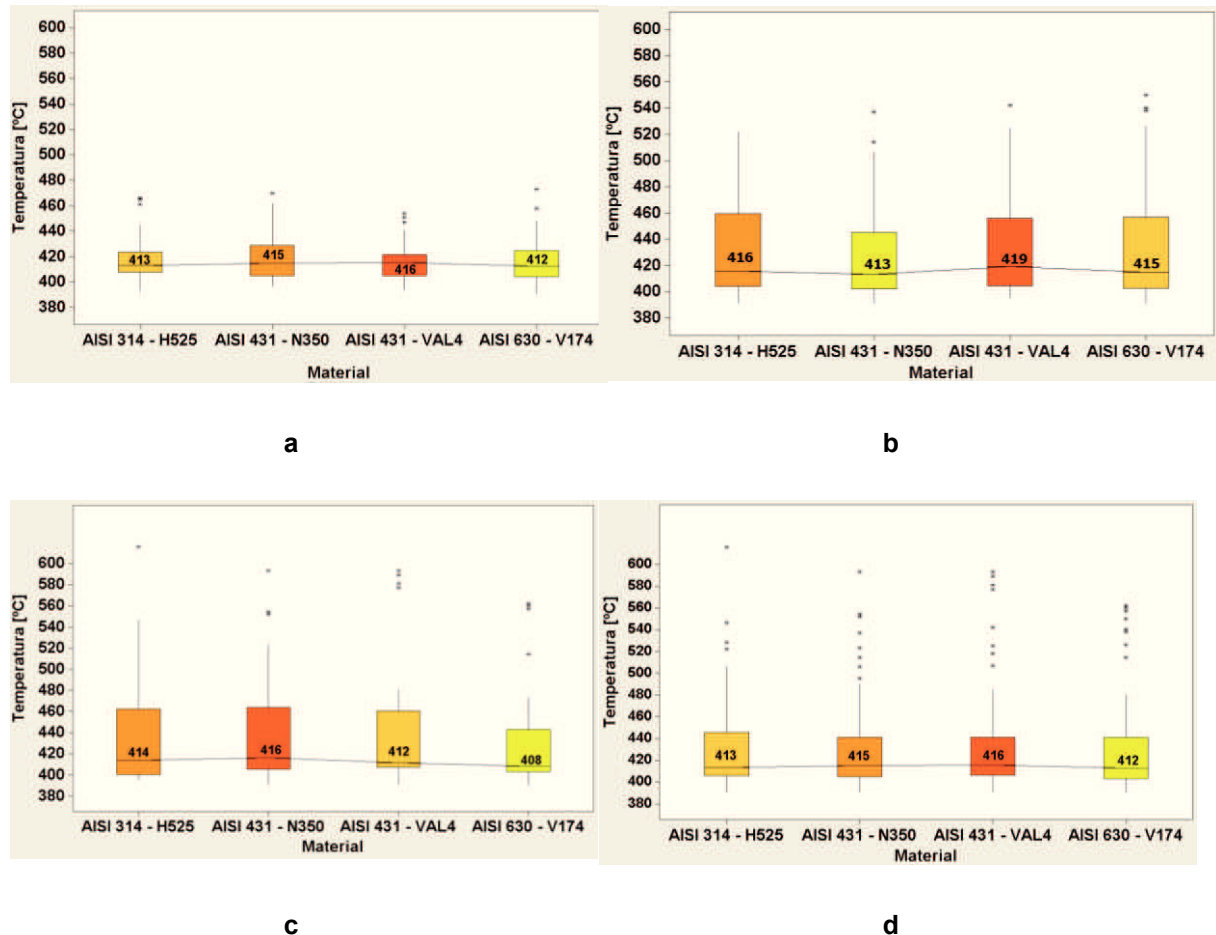 Temperatura [ºC]
600
580
560
540
520
500
480
460
440
420
400
380
413
415
416
412
AISI 314 - H525
AISI 431 - N350
AISI 431 - VAL4
AISI 630 - V174
Material
a
Temperatura [ºC]
600
580
560
540
520
500
480
460
440
420
400
380
416
413
419
415
AISI 314 - H525
AISI 431 - N350
AISI 431 - VAL4
AISI 630 - V174
Material
b
Temperatura [ºC]
600
580
560
540
520
500
480
460
440
420
400
380
414
416
412
408
AISI 314 - H525
AISI 431 - N350
AISI 431 - VAL4
AISI 630 - V174
Material
c
Temperatura [ºC]
600
580
560
540
520
500
480
460
440
420
400
380
413
415
416
412
AISI 314 - H525
AISI 431 - N350
AISI 431 - VAL4
AISI 630 - V174
Material
d